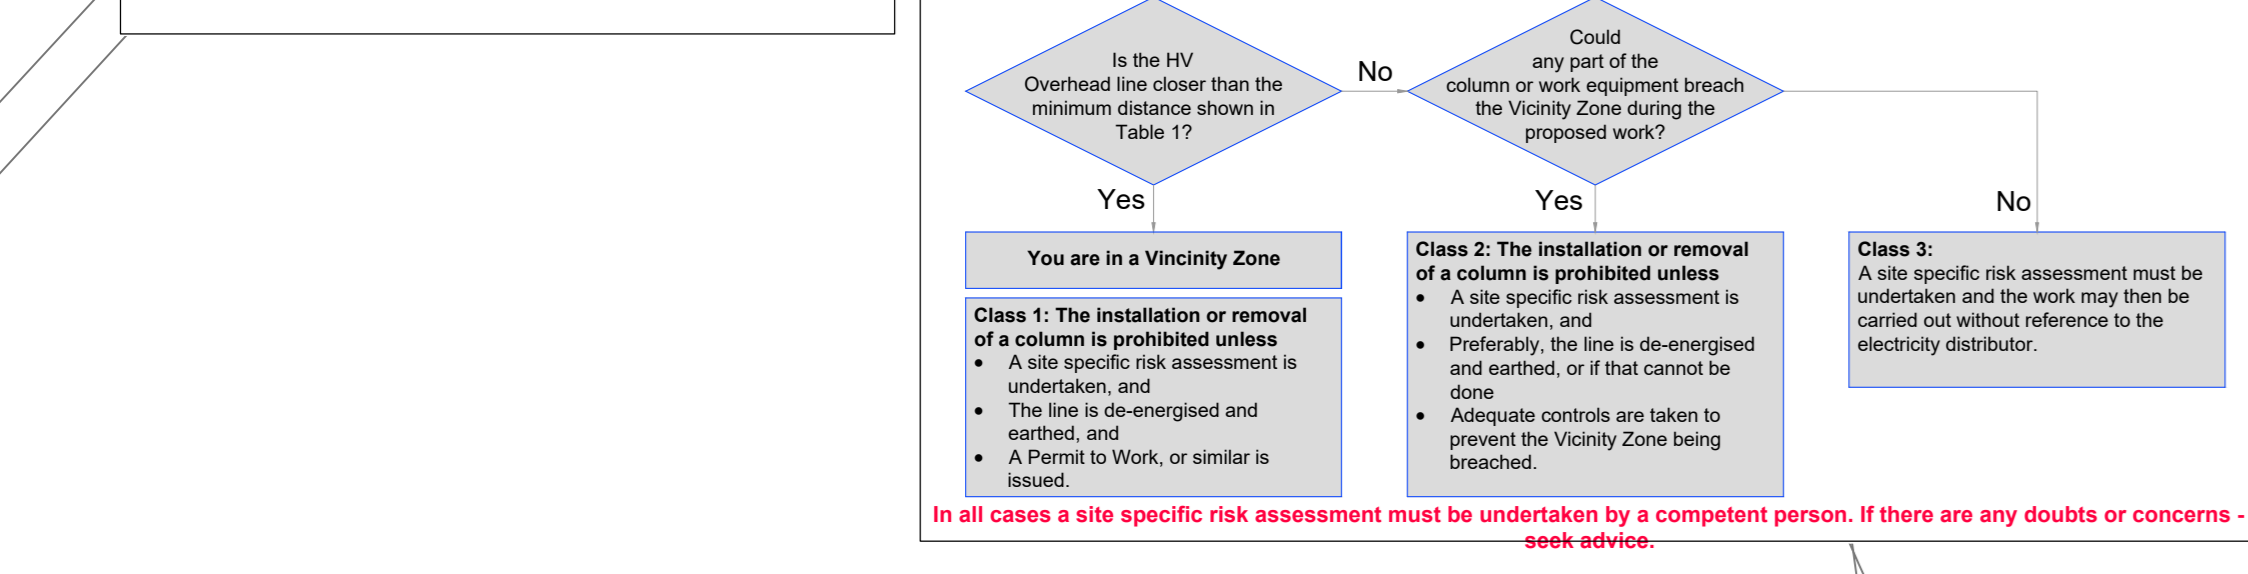 Is the HV
Overhead line closer than the
minimum distance shown in
Table 1?
No
Could
any part of the
column or work equipment breach
the Vicinity Zone during the
proposed work?
Yes
Yes
No
You are in a Vincinity Zone
Class 1: The installation or removal
of a column is prohibited unless
• A site specific risk assessment is
undertaken, and
• The line is de-energised and
earthed, and
• A Permit to Work, or similar is
issued.
Class 2: The installation or removal
of a column is prohibited unless
• A site specific risk assessment is
undertaken, and
• Preferably, the line is de-energised
and earthed, or if that cannot be
done
• Adequate controls are taken to
prevent the Vicinity Zone being
breached.
Class 3:
A site specific risk assessment must be
undertaken and the work may then be
carried out without reference to the
electricity distributor.
In all cases a site specific risk assessment must be undertaken by a competent person. If there are any doubts or concerns -
seek advice.